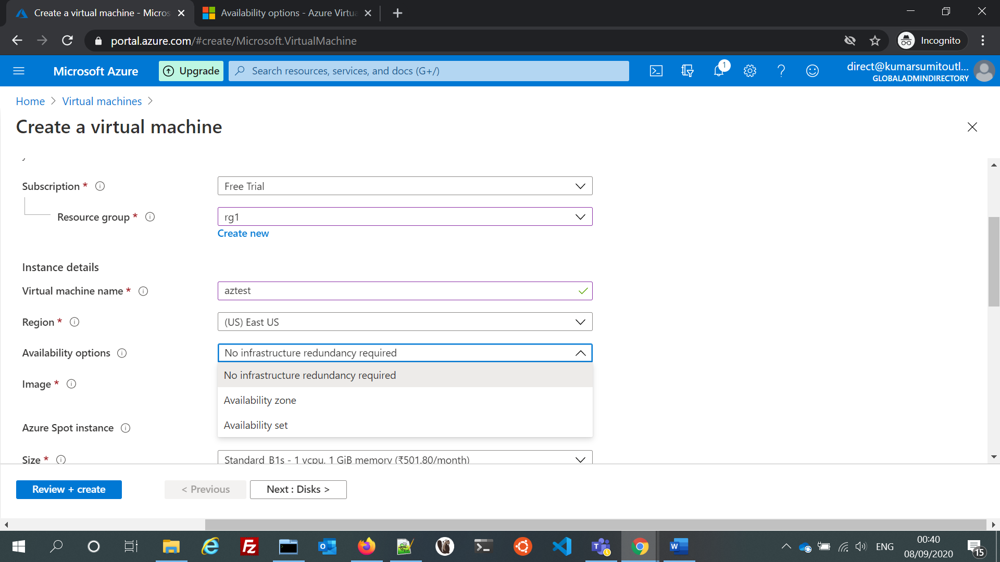 Create a virtual machine - Micros
Availability options - Azure Virtua
portal.azure.com/#create/Microsoft.VirtualMachine
Incognito
Microsoft Azure
Upgrade
Search resources, services, and docs (G+/)
1
direct@kumarsumitoutl...
GLOBALADMINDIRECTORY
Home > Virtual machines >
Create a virtual machine
Subscription *
Free Trial
Resource group *
rg1
Create new
Instance details
Virtual machine name *
aztest
Region *
(US) East US
Availability options
No infrastructure redundancy required
No infrastructure redundancy required
Image *
Availability zone
Availability set
Azure Spot instance
Size *
Standard_B1s - 1 vcpu, 1 GiB memory (₹501.80/month)
Review + create
< Previous
Next : Disks >
ENG
00:40
08/09/2020
15